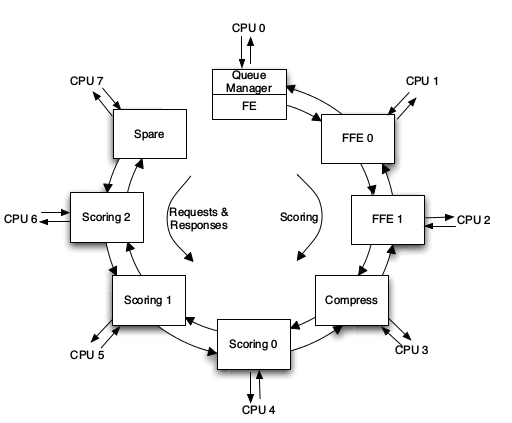 CPU 0
Queue
Manager
FE
CPU 7
CPU 1
Spare
FFE 0
CPU 6
Scoring 2
Requests &
Responses
Scoring
FFE 1
CPU 2
Scoring 1
Compress
CPU 5
Scoring 0
CPU 3
CPU 4